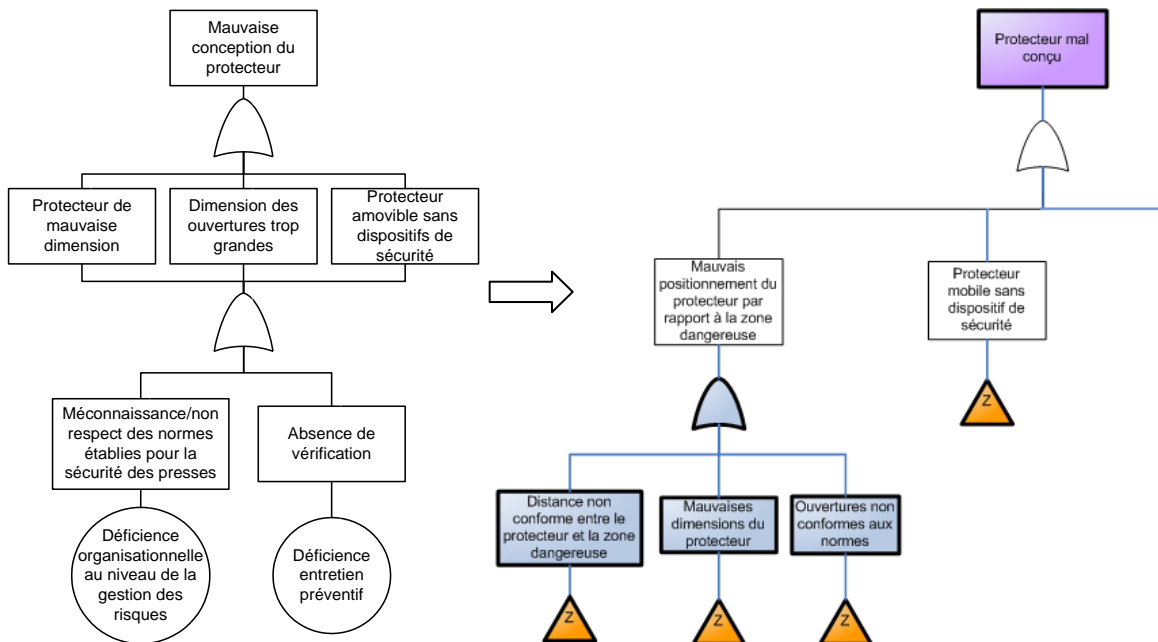 Mauvaise
conception du
protecteur
Protecteur de
mauvaise
dimension
Dimension des
ouvertures trop
grandes
Protecteur
amovible sans
dispositifs de
sécurité
Méconnaissance/non
respect des normes
établies pour la
sécurité des presses
Absence de
vérification
Déficience
organisationnelle
au niveau de la
gestion des
risques
Déficience
entretien
préventif
Protecteur mal
conçu
Mauvais
positionnement du
protecteur par
rapport à la zone
dangereuse
Protecteur
mobile sans
dispositif de
sécurité
Z
Distance non
conforme entre le
protecteur et la zone
dangereuse
Mauvaises
dimensions du
protecteur
Ouvertures non
conformes aux
normes
Z
Z
Z